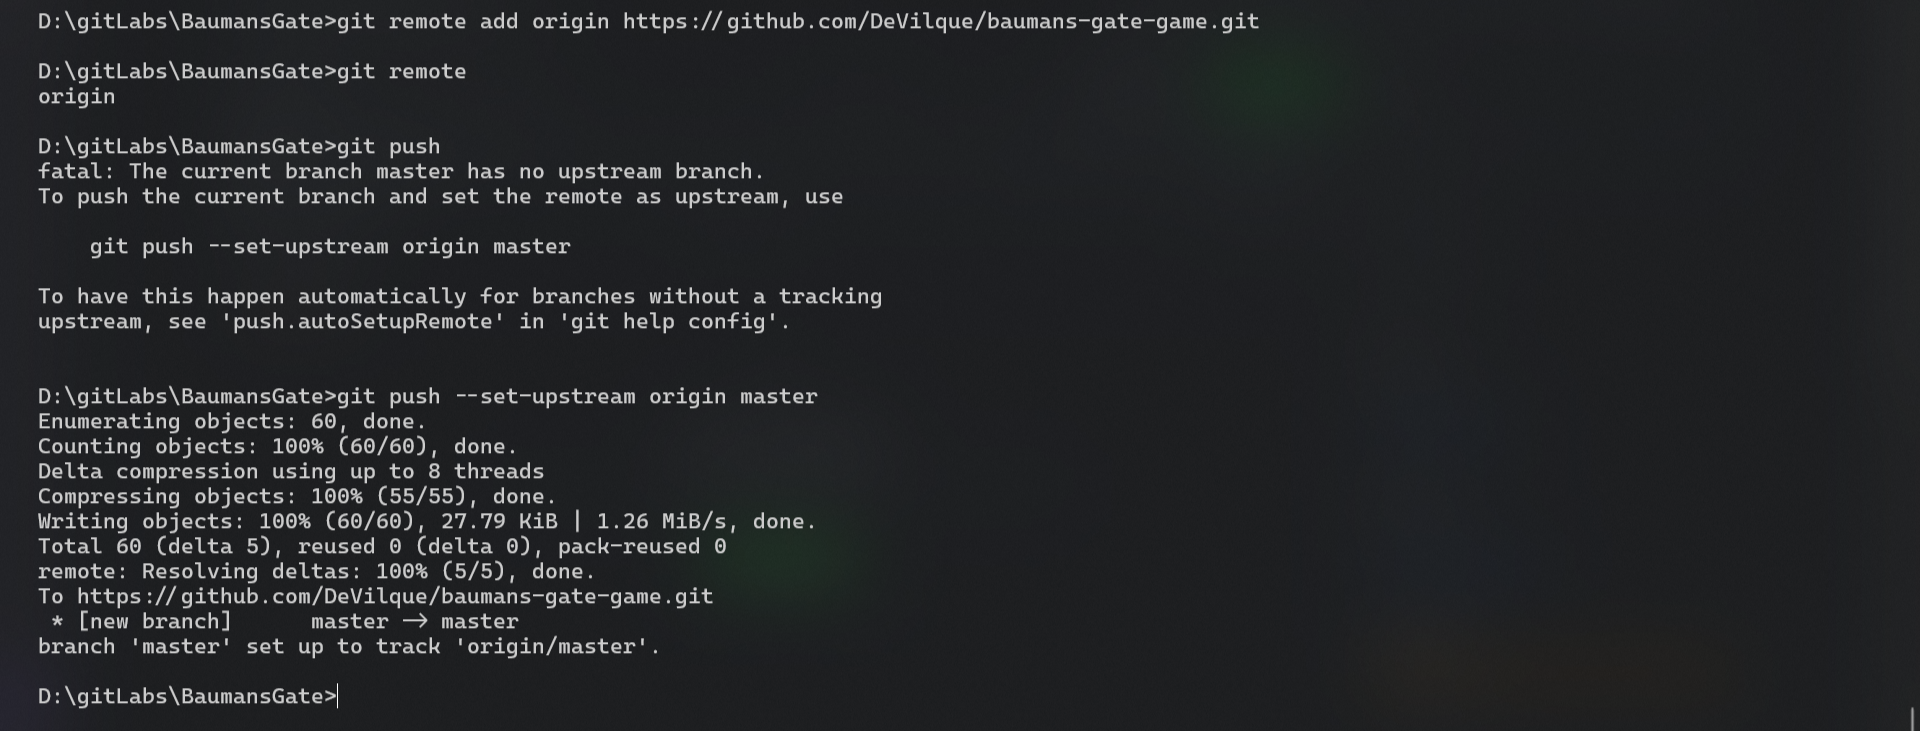 D:\gitLabs\BaumansGate>git remote add origin https://github.com/DeVilque/baumans-gate-game.git
D:\gitLabs\BaumansGate>git remote
origin
D:\gitLabs\BaumansGate>git push
fatal: The current branch master has no upstream branch.
To push the current branch and set the remote as upstream, use
    git push --set-upstream origin master
To have this happen automatically for branches without a tracking
upstream, see 'push.autoSetupRemote' in 'git help config'.
D:\gitLabs\BaumansGate>git push --set-upstream origin master
Enumerating objects: 60, done.
Counting objects: 100% (60/60), done.
Delta compression using up to 8 threads
Compressing objects: 100% (55/55), done.
Writing objects: 100% (60/60), 27.79 KiB | 1.26 MiB/s, done.
Total 60 (delta 5), reused 0 (delta 0), pack-reused 0
remote: Resolving deltas: 100% (5/5), done.
To https://github.com/DeVilque/baumans-gate-game.git
 * [new branch]      master -> master
branch 'master' set up to track 'origin/master'.
D:\gitLabs\BaumansGate>